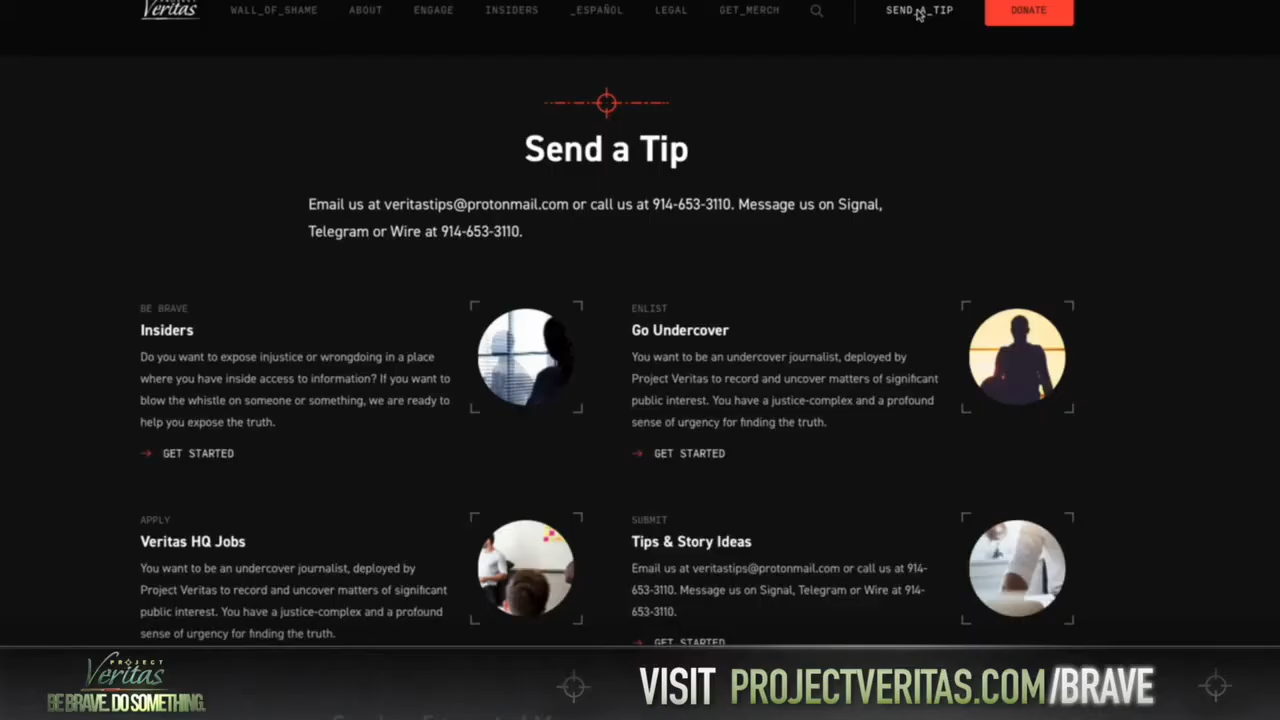 PROJECT
Veritas
WALL_OF_SHAME
ABOUT
ENGAGE
INSIDERS
_ESPAÑOL
LEGAL
GET_MERCH
SEND_A_TIP
DONATE
Send a Tip
Email us at veritastips@protonmail.com or call us at 914-653-3110. Message us on Signal,
Telegram or Wire at 914-653-3110.
BE BRAVE
Insiders
Do you want to expose injustice or wrongdoing in a place
where you have inside access to information? If you want to
blow the whistle on someone or something, we are ready to
help you expose the truth.
GET STARTED
ENLIST
Go Undercover
You want to be an undercover journalist, deployed by
Project Veritas to record and uncover matters of significant
public interest. You have a justice-complex and a profound
sense of urgency for finding the truth.
GET STARTED
APPLY
Veritas HQ Jobs
You want to be an undercover journalist, deployed by
Project Veritas to record and uncover matters of significant
public interest. You have a justice-complex and a profound
sense of urgency for finding the truth.
SUBMIT
Tips & Story Ideas
Email us at veritastips@protonmail.com or call us at 914-
653-3110. Message us on Signal, Telegram or Wire at 914-
653-3110.
GET STARTED
PROJECT
Veritas
BE BRAVE. DO SOMETHING.
VISIT PROJECTVERITAS.COM/BRAVE